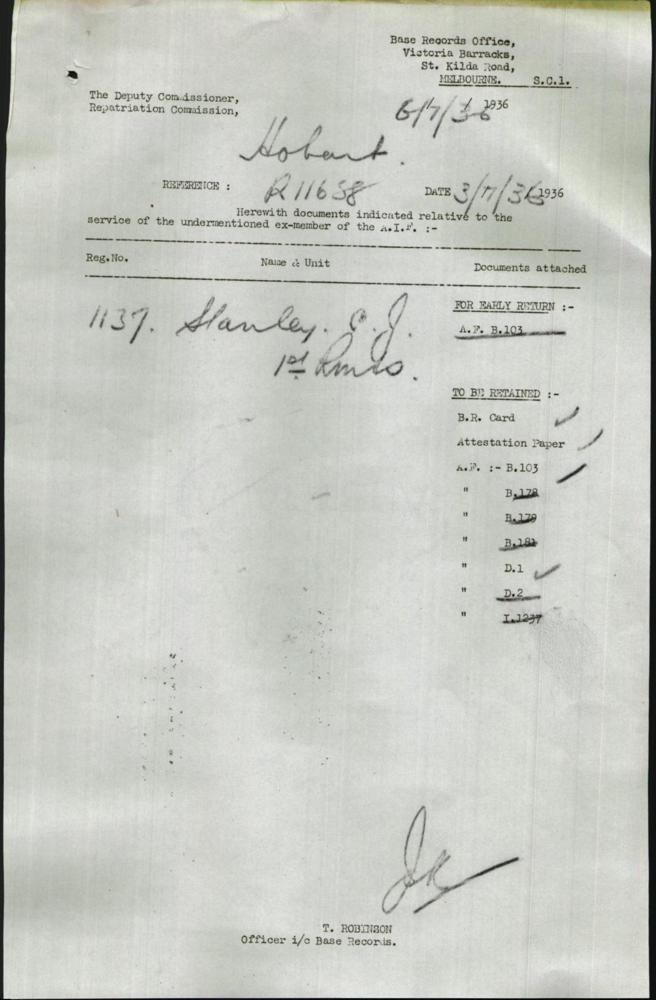 Base Records Office,
Victoria Barracks,
St. Kilda Road,
MELBOURNE. S.C.1.
The Deputy Commissioner,
Repatriation Commission,
6/7/36 1936
Hobart.
REFERENCE : R 11638 DATE 3/7/36 1936
Herewith documents indicated relative to the
service of the undermentioned ex-member of the A.I.F. :-
Reg.No. Name & Unit Documents attached
FOR EARLY RETURN :-
1137. Stanley. C. J.
A.F. B.103
1st Rmds.
TO BE RETAINED :-
B.R. Card
Attestation Paper
A.F. :- B.103
" B.178
" B.179
" B.181
" D.1
" D.2
" I.1237
T. ROBINSON
Officer i/c Base Records.